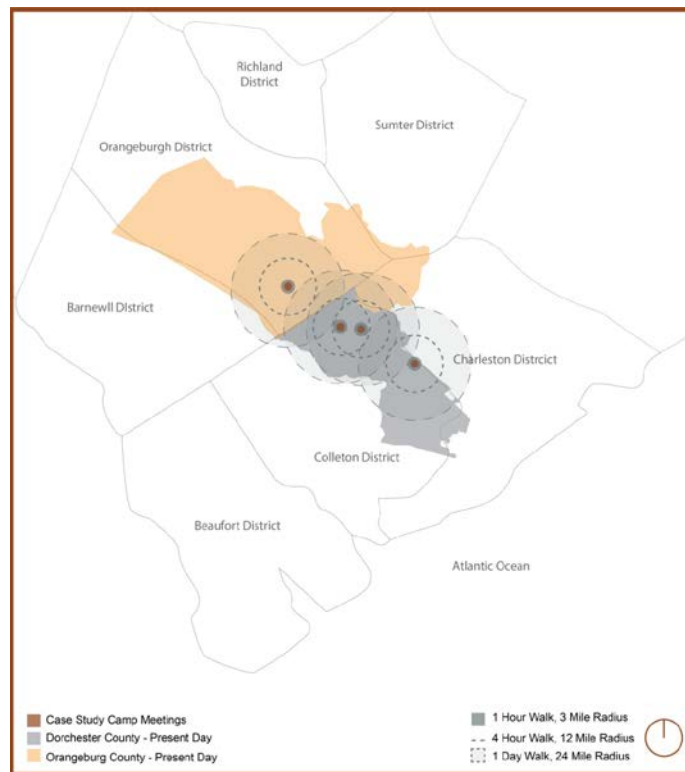 Richland
District
Sumter District
Orangeburgh District
Barnewll District
Charleston Distrcict
Colleton District
Beaufort District
Atlantic Ocean
Case Study Camp Meetings
Dorchester County - Present Day
Orangeburg County - Present Day
1 Hour Walk, 3 Mile Radius
4 Hour Walk, 12 Mile Radius
1 Day Walk, 24 Mile Radius